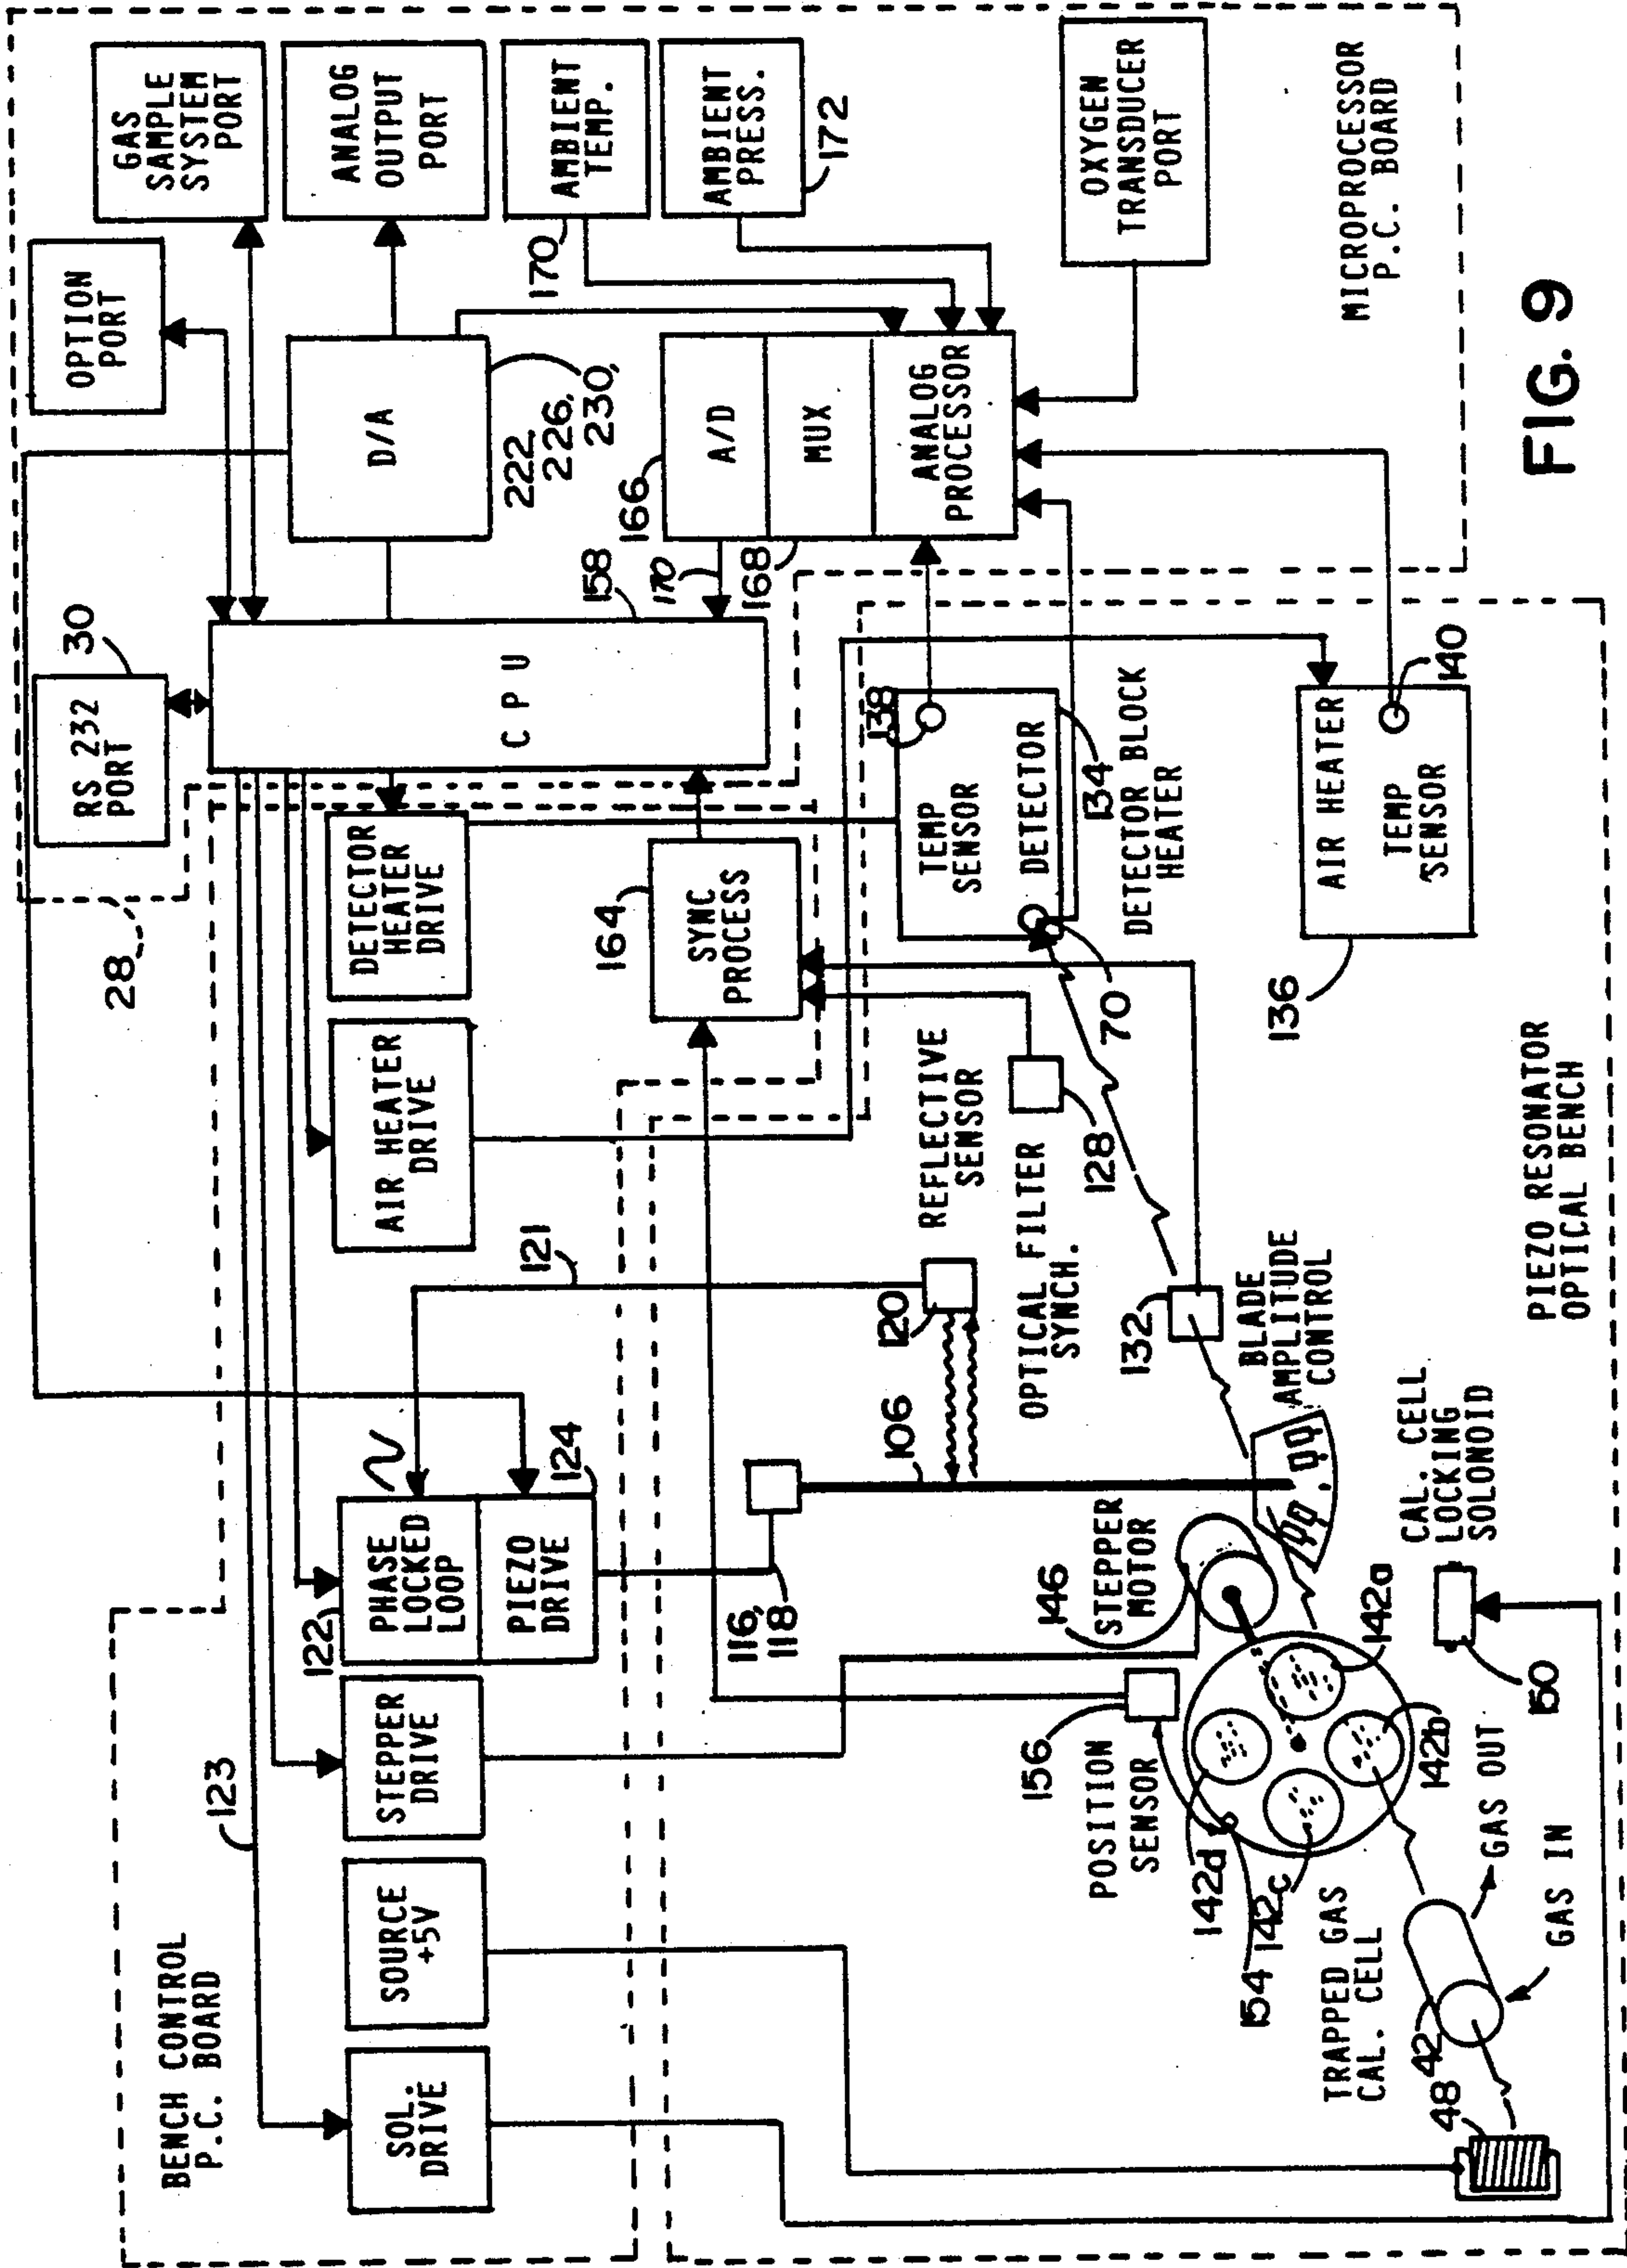 BENCH CONTROL
P.C. BOARD
SOL.
DRIVE
SOURCE
+5V
STEPPER
DRIVE
PHASE
LOCKED
LOOP
PIEZO
DRIVE
AIR HEATER
DRIVE
DETECTOR
HEATER
DRIVE
RS 232
PORT
OPTION
PORT
GAS
SAMPLE
SYSTEM
PORT
ANALOG
OUTPUT
PORT
AMBIENT
TEMP.
AMBIENT
PRESS.
OXYGEN
TRANSDUCER
PORT
MICROPROCESSOR
P.C. BOARD
D/A
A/D
MUX
ANALOG
PROCESSOR
CPU
SYNC
PROCESS
TEMP
SENSOR
DETECTOR
DETECTOR BLOCK
HEATER
AIR HEATER
TEMP
SENSOR
REFLECTIVE
SENSOR
OPTICAL FILTER
SYNCH.
BLADE
AMPLITUDE
CONTROL
STEPPER
MOTOR
CAL. CELL
LOCKING
SOLONOID
POSITION
SENSOR
TRAPPED GAS
CAL. CELL
GAS OUT
GAS IN
PIEZO RESONATOR
OPTICAL BENCH
123
122
124
121
28
30
158
222,
226,
230,
170
172
166
170
168
164
138
134
70
140
136
128
120
132
106
116,
118
146
156
142a
142b
142c
142d
154
150
42
48
FIG. 9